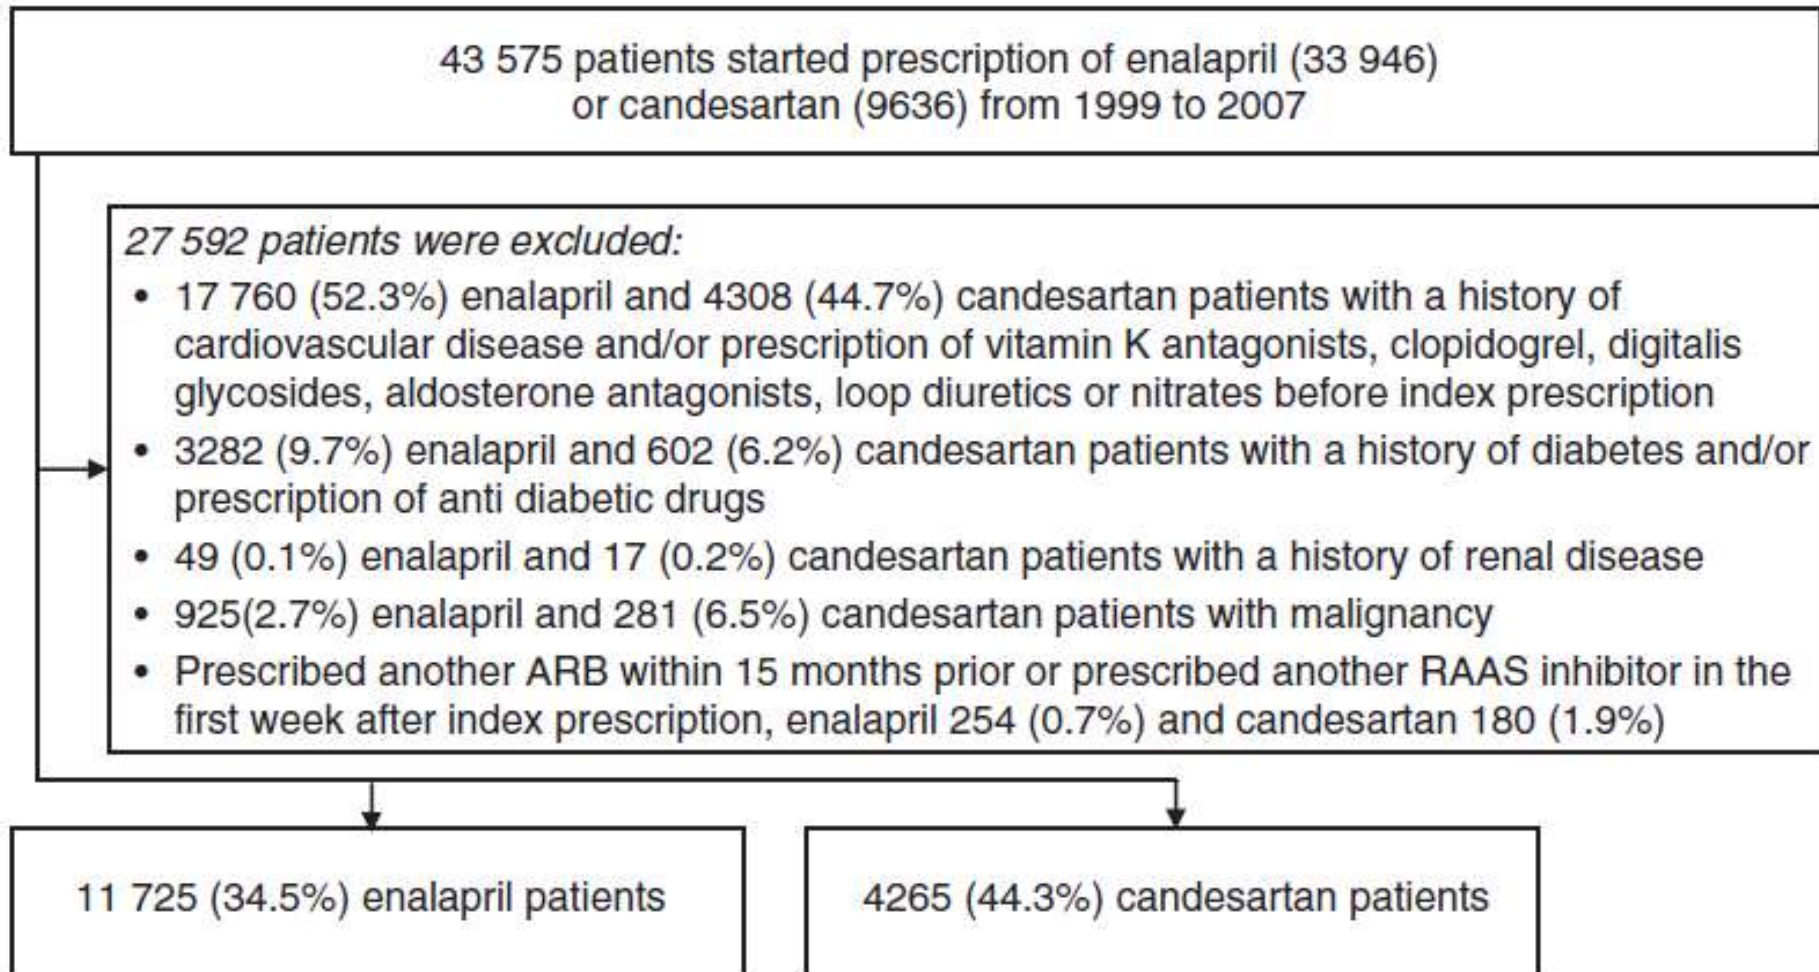 43 575 patients started prescription of enalapril (33 946)
or candesartan (9636) from 1999 to 2007
27 592 patients were excluded:
• 17 760 (52.3%) enalapril and 4308 (44.7%) candesartan patients with a history of
cardiovascular disease and/or prescription of vitamin K antagonists, clopidogrel, digitalis
glycosides, aldosterone antagonists, loop diuretics or nitrates before index prescription
• 3282 (9.7%) enalapril and 602 (6.2%) candesartan patients with a history of diabetes and/or
prescription of anti diabetic drugs
• 49 (0.1%) enalapril and 17 (0.2%) candesartan patients with a history of renal disease
• 925(2.7%) enalapril and 281 (6.5%) candesartan patients with malignancy
• Prescribed another ARB within 15 months prior or prescribed another RAAS inhibitor in the
first week after index prescription, enalapril 254 (0.7%) and candesartan 180 (1.9%)
11 725 (34.5%) enalapril patients
4265 (44.3%) candesartan patients